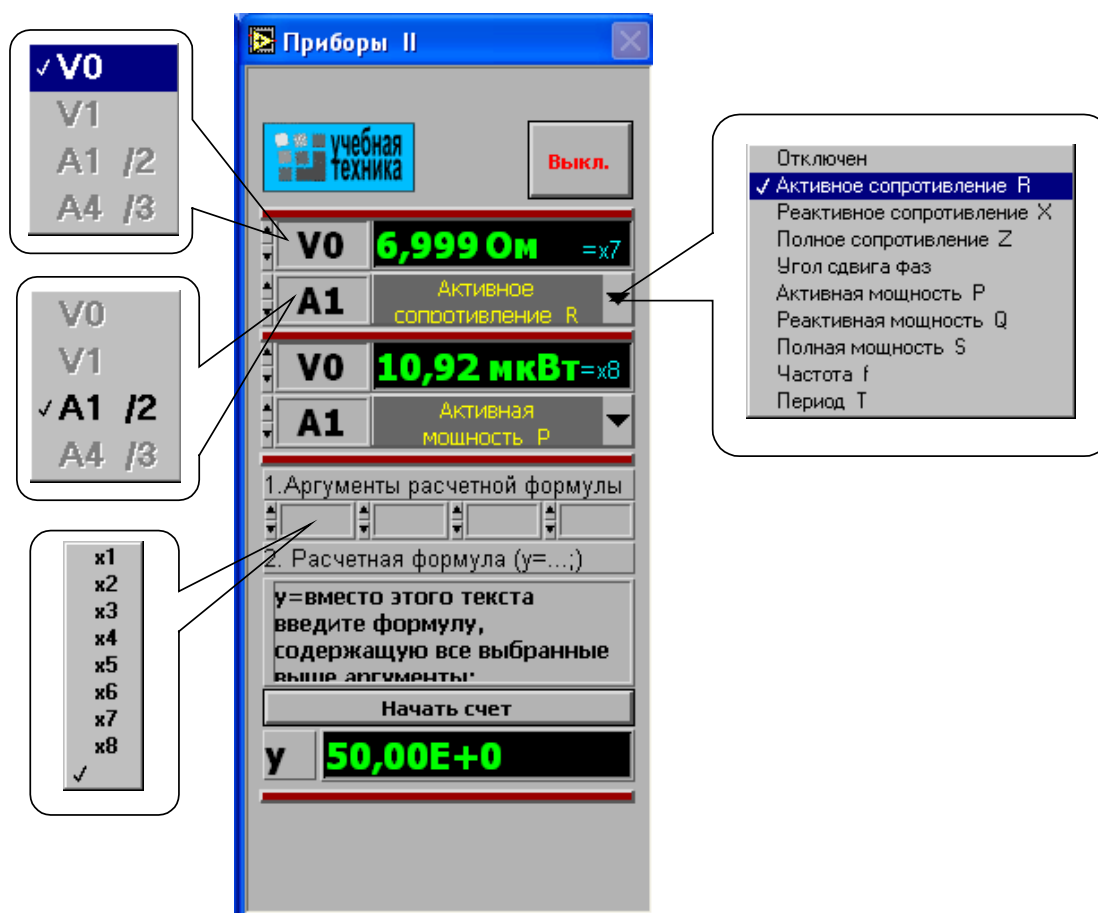 V0
V1
A1 /2
A4 /3
V0
V1
A1 /2
A4 /3
x1
x2
x3
x4
x5
x6
x7
x8
Приборы II
учебная
техника
Выкл.
V0 6,999 Ом =x7
A1 Активное
сопротивление R
V0 10,92 мкВт =x8
A1 Активная
мощность P
1.Аргументы расчетной формулы
2. Расчетная формула (y=...;)
y=вместо этого текста
введите формулу,
содержащую все выбранные
выше аргументы;
Начать счет
y 50,00E+0
Отключен
Активное сопротивление R
Реактивное сопротивление X
Полное сопротивление Z
Угол сдвига фаз
Активная мощность P
Реактивная мощность Q
Полная мощность S
Частота f
Период T